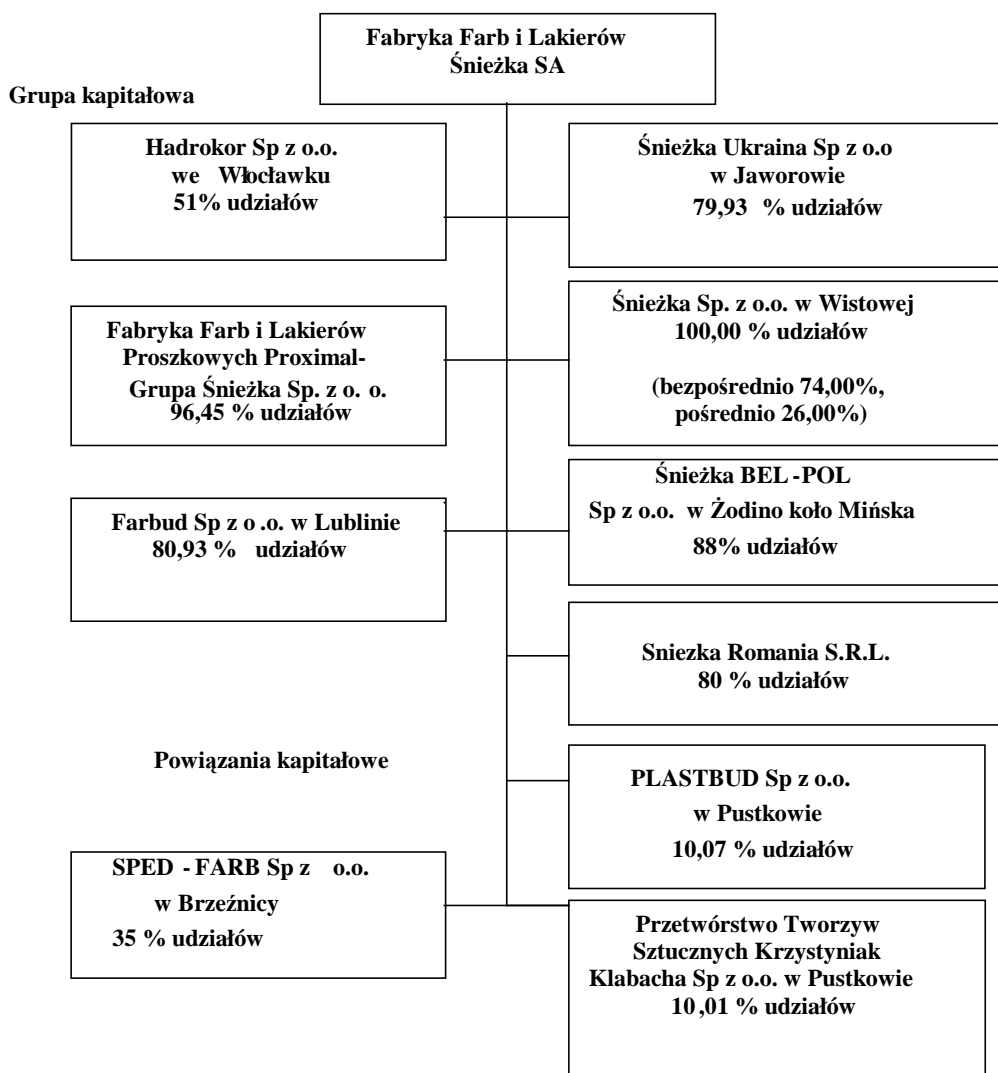 Fabryka Farb i Lakierów
Śnieżka SA
Grupa kapitałowa
Hadrokor Sp z o.o.
we Włocławku
51% udziałów
Śnieżka Ukraina Sp z o.o
w Jaworowie
79,93 % udziałów
Fabryka Farb i Lakierów
Proszkowych Proximal-
Grupa Śnieżka Sp. z o. o.
96,45 % udziałów
Śnieżka Sp. z o.o. w Wistowej
100,00 % udziałów
(bezpośrednio 74,00%,
pośrednio 26,00%)
Farbud Sp z o .o. w Lublinie
80,93 % udziałów
Śnieżka BEL -POL
Sp z o.o. w Żodino koło Mińska
88% udziałów
Sniezka Romania S.R.L.
80 % udziałów
Powiązania kapitałowe
PLASTBUD Sp z o.o.
w Pustkowie
10,07 % udziałów
SPED - FARB Sp z o.o.
w Brzeźnicy
35 % udziałów
Przetwórstwo Tworzyw
Sztucznych Krzystyniak
Klabacha Sp z o.o. w Pustkowie
10,01 % udziałów